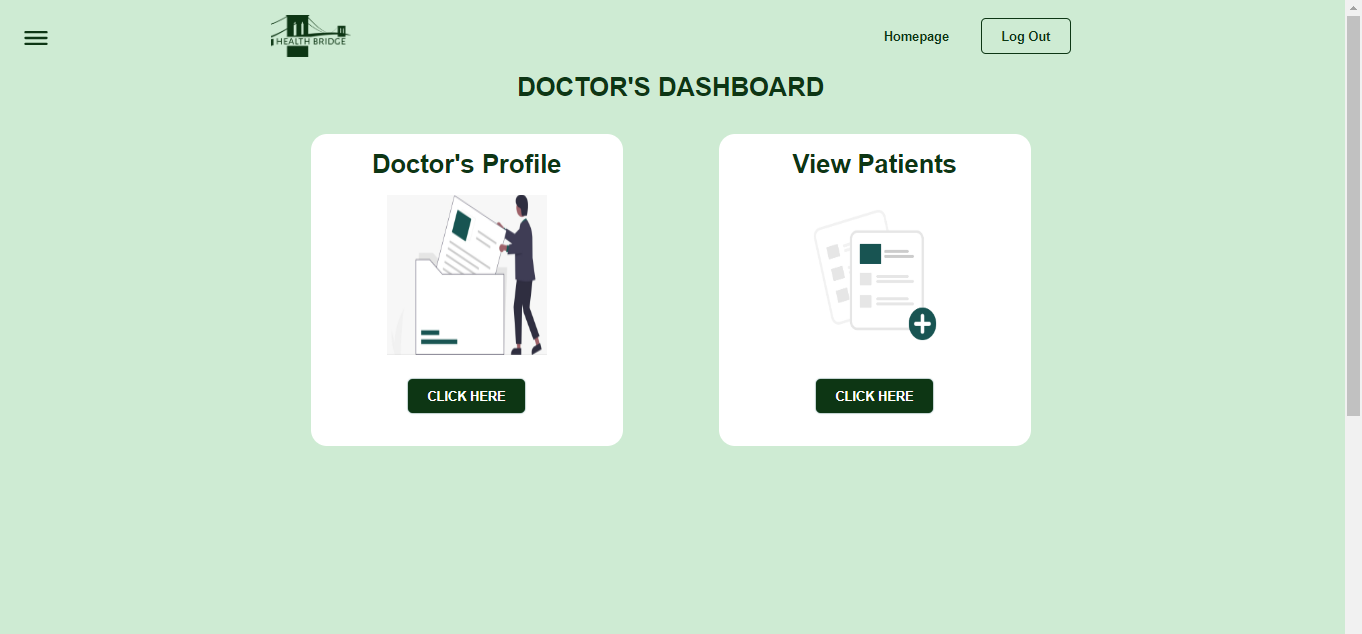 HEALTH BRIDGE
Homepage
Log Out
DOCTOR'S DASHBOARD
Doctor's Profile
View Patients
CLICK HERE
CLICK HERE